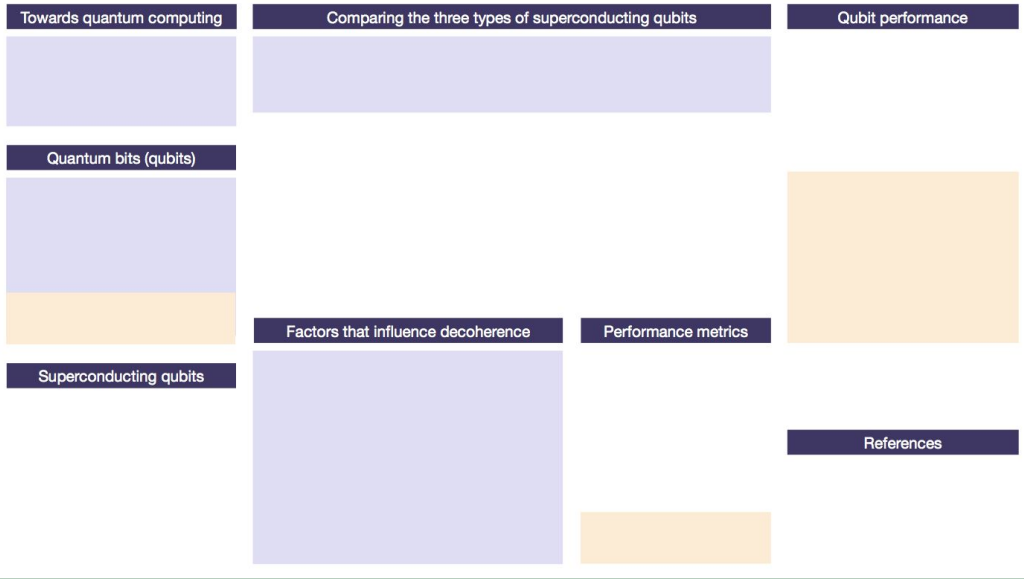 Towards quantum computing
Quantum bits (qubits)
Superconducting qubits
Comparing the three types of superconducting qubits
Factors that influence decoherence
Performance metrics
Qubit performance
References